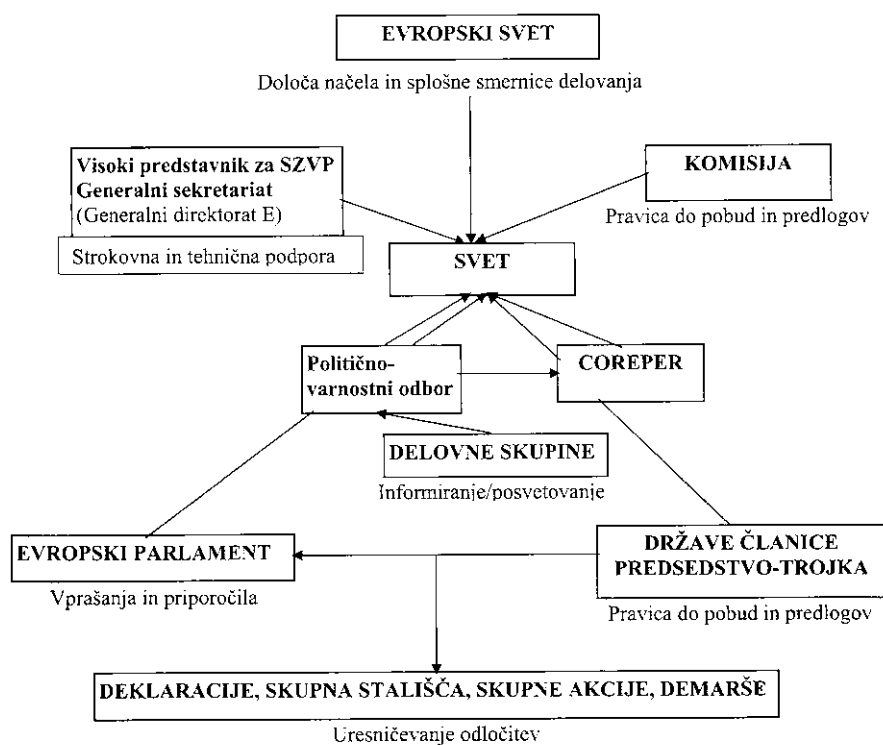 EVROPSKI SVET
Določa načela in splošne smernice delovanja
Visoki predstavnik za SZVP
Generalni sekretariat
(Generalni direktorat E)
Strokovna in tehnična podpora
KOMISIJA
Pravica do pobud in predlogov
SVET
Politično-
varnostni odbor
COREPER
DELOVNE SKUPINE
Informiranje/posvetovanje
EVROPSKI PARLAMENT
Vprašanja in priporočila
DRŽAVE ČLANICE
PREDSEDSTVO-TROJKA
Pravica do pobud in predlogov
DEKLARACIJE, SKUPNA STALIŠČA, SKUPNE AKCIJE, DEMARŠE
Uresničevanje odločitev